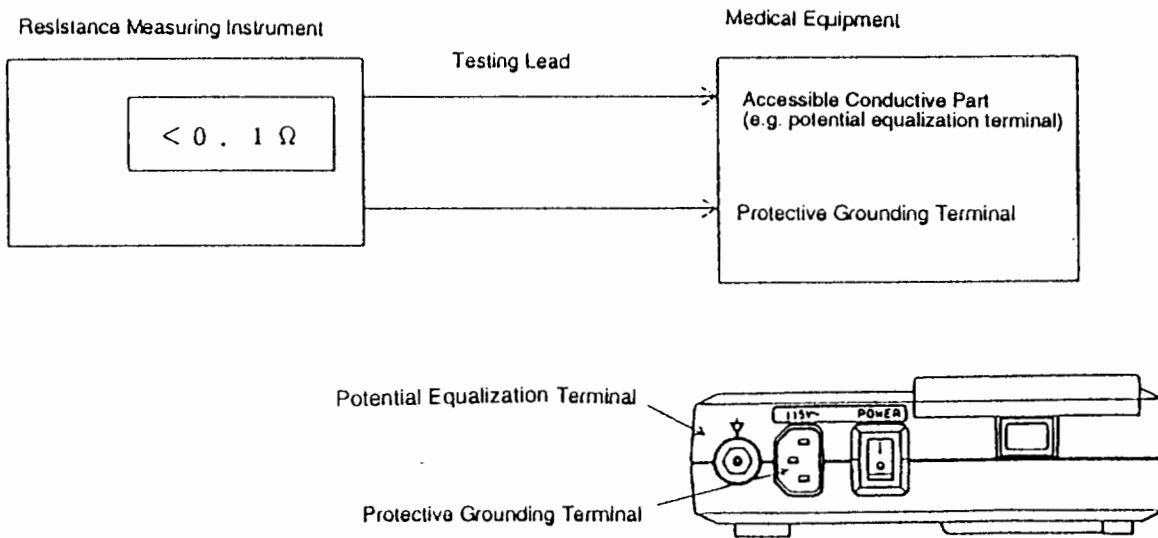 Resistance Measuring Instrument
Medical Equipment
Testing Lead
< 0 . 1 Ω
Accessible Conductive Part
(e.g. potential equalization terminal)
Protective Grounding Terminal
Potential Equalization Terminal
115V~
POWER
Protective Grounding Terminal